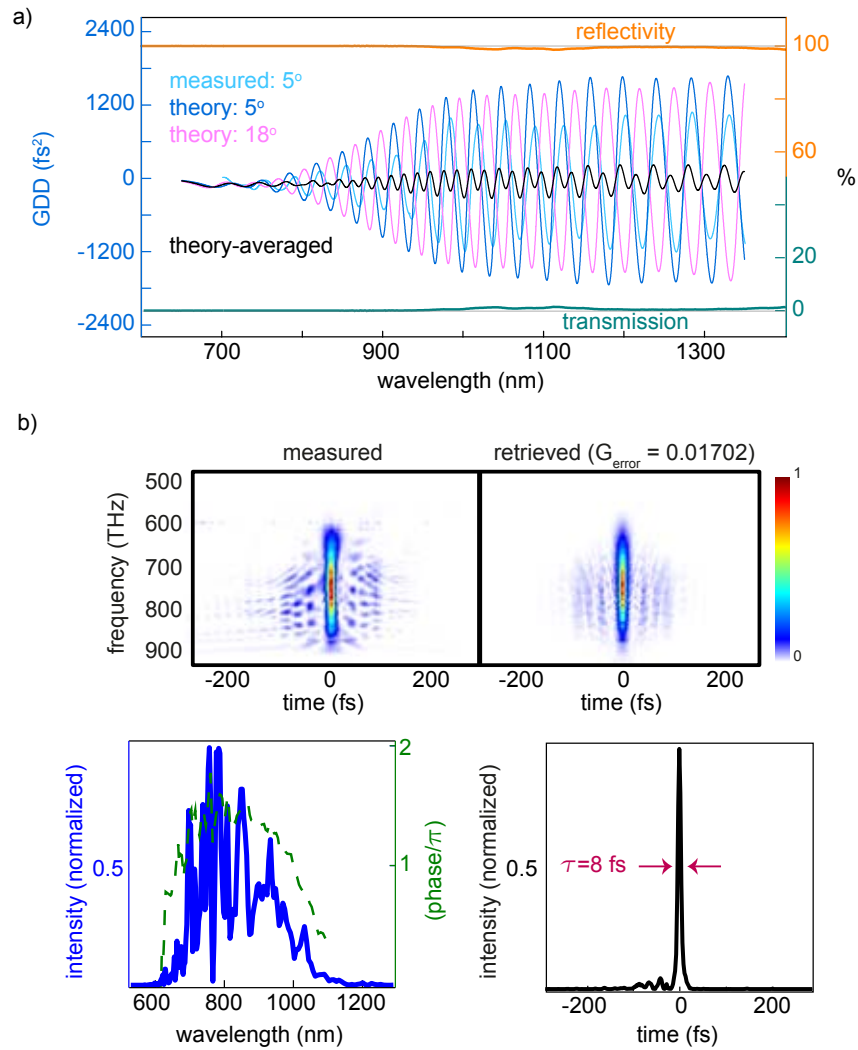 a)
2400
1200
0
-1200
-2400
GDD (fs²)
reflectivity
measured: 5°
theory: 5°
theory: 18°
theory-averaged
transmission
100
60
%
20
0
700
900
1100
1300
wavelength (nm)
b)
measured
retrieved (G_error = 0.01702)
500
600
700
800
900
frequency (THz)
-200
0
200
time (fs)
-200
0
200
time (fs)
1
0
intensity (normalized)
0.5
2
1
(phase/π)
600
800
1000
wavelength (nm)
intensity (normalized)
0.5
τ=8 fs
-200
0
200
time (fs)